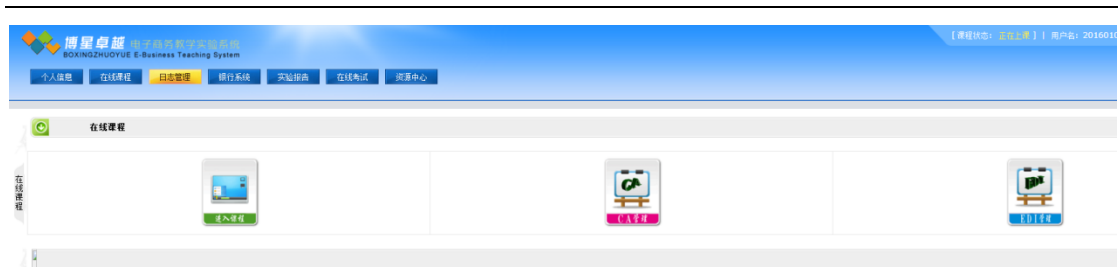 博星卓越 电子商务教学实验系统
BOXINGZHUOYUE E-Business Teaching System
[课程状态：正在上课] | 用户名：2016010
个人信息 在线课程 日志管理 银行系统 实验报告 在线考试 资源中心
在线课程
在线课程
进入课程 CA管理 EDI管理